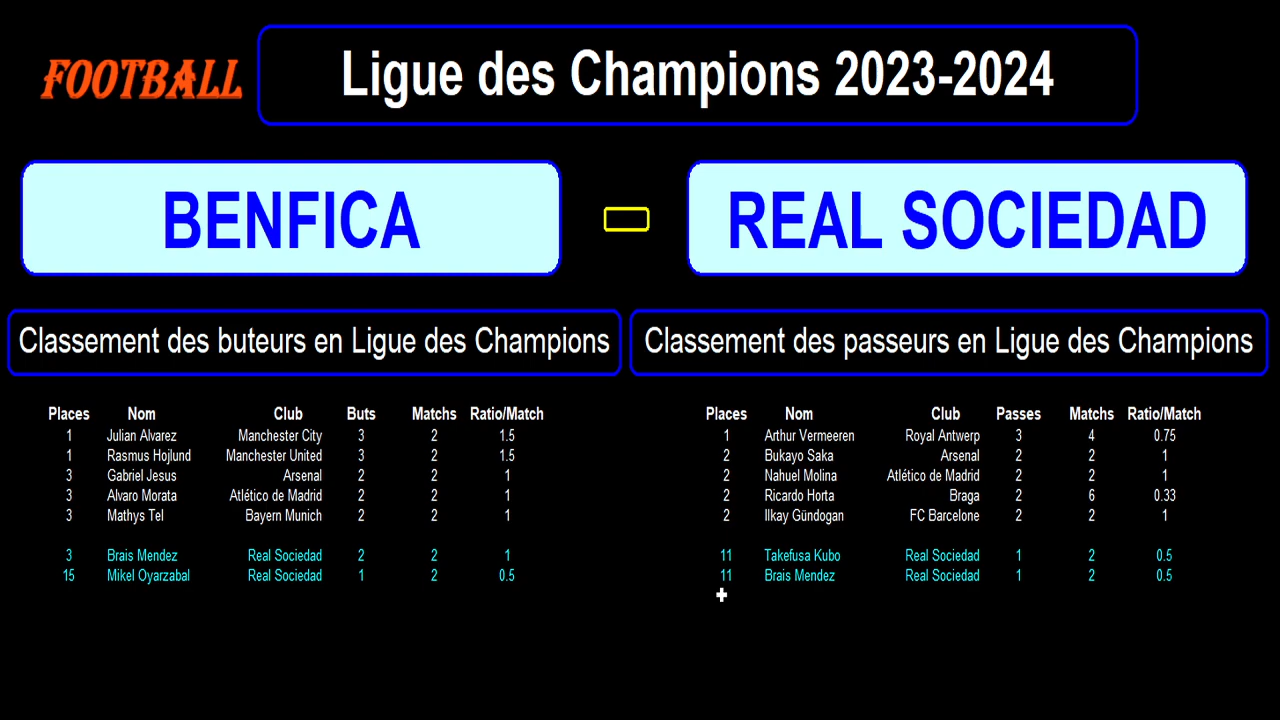 FOOTBALL
Ligue des Champions 2023-2024
BENFICA
REAL SOCIEDAD
Classement des buteurs en Ligue des Champions
Places Nom Club Buts Matchs Ratio/Match
1 Julian Alvarez Manchester City 3 2 1.5
1 Rasmus Hojlund Manchester United 3 2 1.5
3 Gabriel Jesus Arsenal 2 2 1
3 Alvaro Morata Atlético de Madrid 2 2 1
3 Mathys Tel Bayern Munich 2 2 1
3 Brais Mendez Real Sociedad 2 2 1
15 Mikel Oyarzabal Real Sociedad 1 2 0.5
Classement des passeurs en Ligue des Champions
Places Nom Club Passes Matchs Ratio/Match
1 Arthur Vermeeren Royal Antwerp 3 4 0.75
2 Bukayo Saka Arsenal 2 2 1
2 Nahuel Molina Atlético de Madrid 2 2 1
2 Ricardo Horta Braga 2 6 0.33
2 Ilkay Gündogan FC Barcelone 2 2 1
11 Takefusa Kubo Real Sociedad 1 2 0.5
11 Brais Mendez Real Sociedad 1 2 0.5